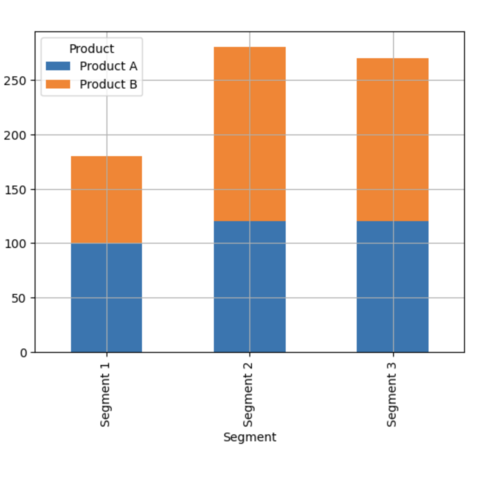 Product
Product A
Product B
250
200
150
100
50
0
Segment 1
Segment 2
Segment 3
Segment